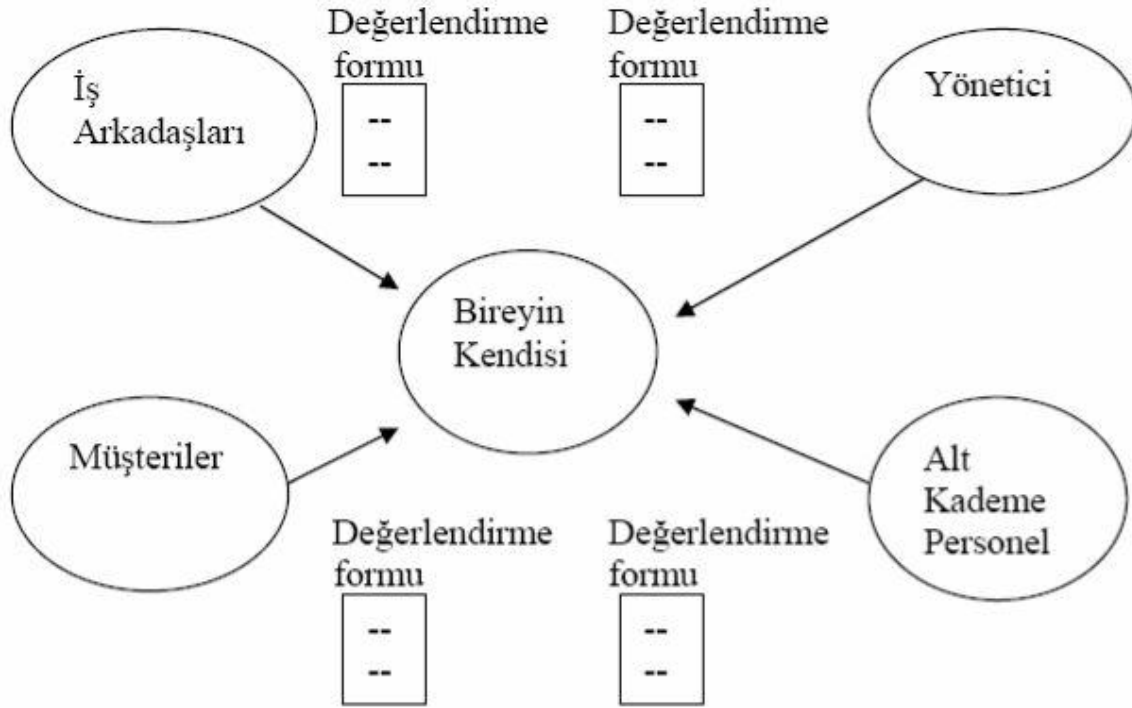 Değerlendirme
formu
--
--
Değerlendirme
formu
--
--
İş
Arkadaşları
Yönetici
Bireyin
Kendisi
Müşteriler
Alt
Kademe
Personel
Değerlendirme
formu
--
--
Değerlendirme
formu
--
--